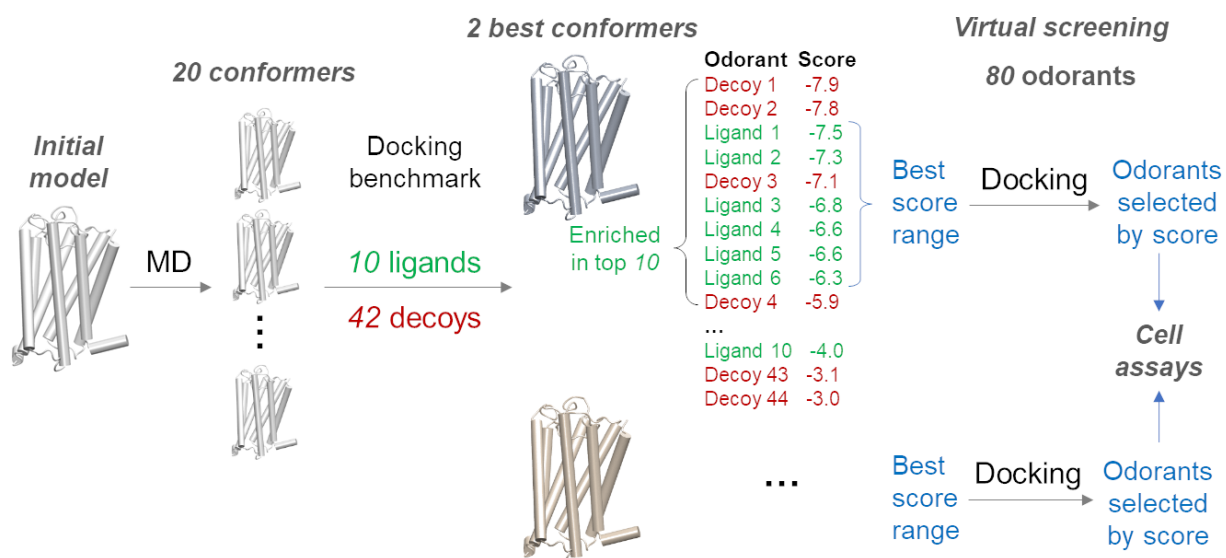 Initial
model
MD
20 conformers
Docking
benchmark
10 ligands
42 decoys
2 best conformers
Enriched
in top 10
Odorant Score
Decoy 1 -7.9
Decoy 2 -7.8
Ligand 1 -7.5
Ligand 2 -7.3
Decoy 3 -7.1
Ligand 3 -6.8
Ligand 4 -6.6
Ligand 5 -6.6
Ligand 6 -6.3
Decoy 4 -5.9
...
Ligand 10 -4.0
Decoy 43 -3.1
Decoy 44 -3.0
...
Virtual screening
80 odorants
Best
score
range
Docking
Odorants
selected
by score
Cell
assays
Best
score
range
Docking
Odorants
selected
by score